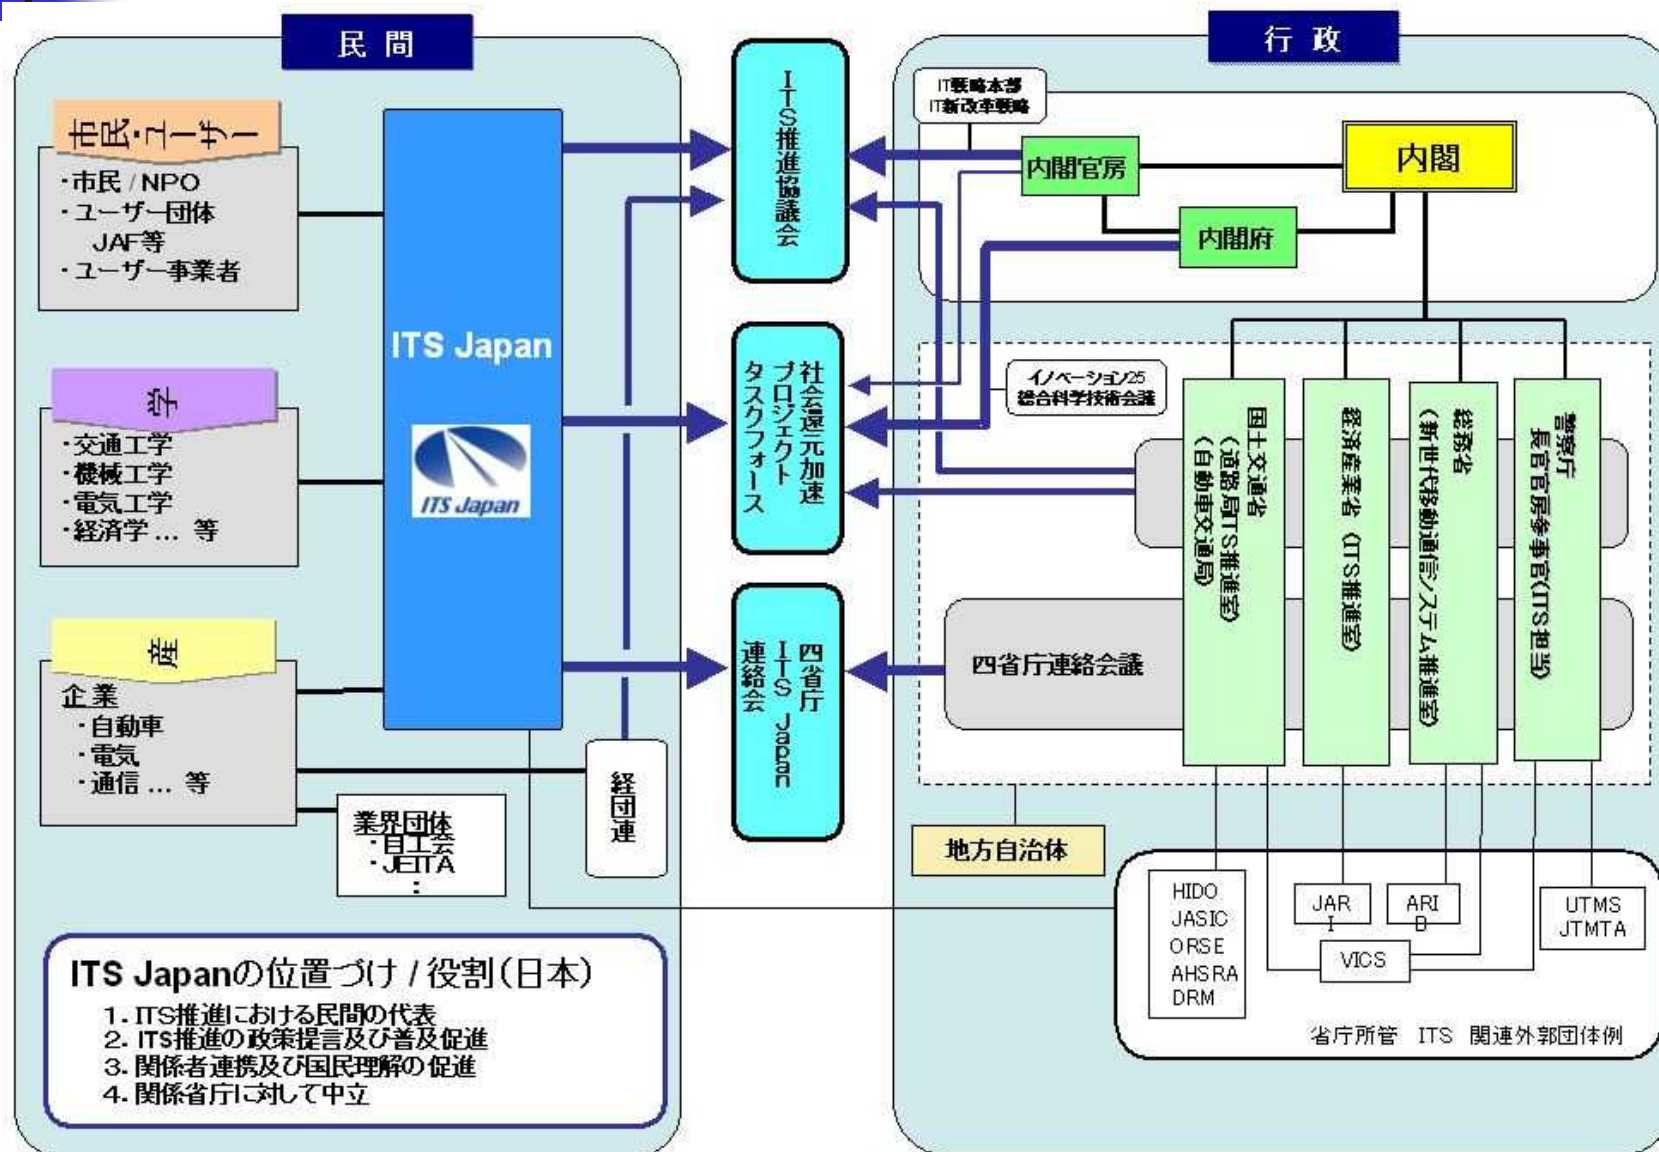 民 間
市民・ユーザー
・市民 / NPO
・ユーザー団体
JAF等
・ユーザー事業者
学
・交通工学
・機械工学
・電気工学
・経済学 … 等
産
企業
・自動車
・電気
・通信 … 等
業界団体
・自工会
・JEITA
：
経団連
ITS Japan
ITS Japan
ITS Japanの位置づけ / 役割（日本）
1. ITS推進における民間の代表
2. ITS推進の政策提言及び普及促進
3. 関係者連携及び国民理解の促進
4. 関係省庁に対して中立
ITS推進協議会
社会還元加速
プロジェクト
タスクフォース
四省庁
ITS Japan
連絡会
行 政
IT戦略本部
IT新改革戦略
内閣官房
内閣
内閣府
イノベーション25
総合科学技術会議
国土交通省
（道路局ITS推進室）
（自動車交通局）
経済産業省（ITS推進室）
総務省
（新世代移動通信システム推進室）
警察庁
長官官房参事官（ITS担当）
四省庁連絡会議
地方自治体
HIDO
JASIC
ORSE
AHSRA
DRM
JAR
I
ARI
B
VICS
UTMS
JTMTA
省庁所管 ITS 関連外郭団体例